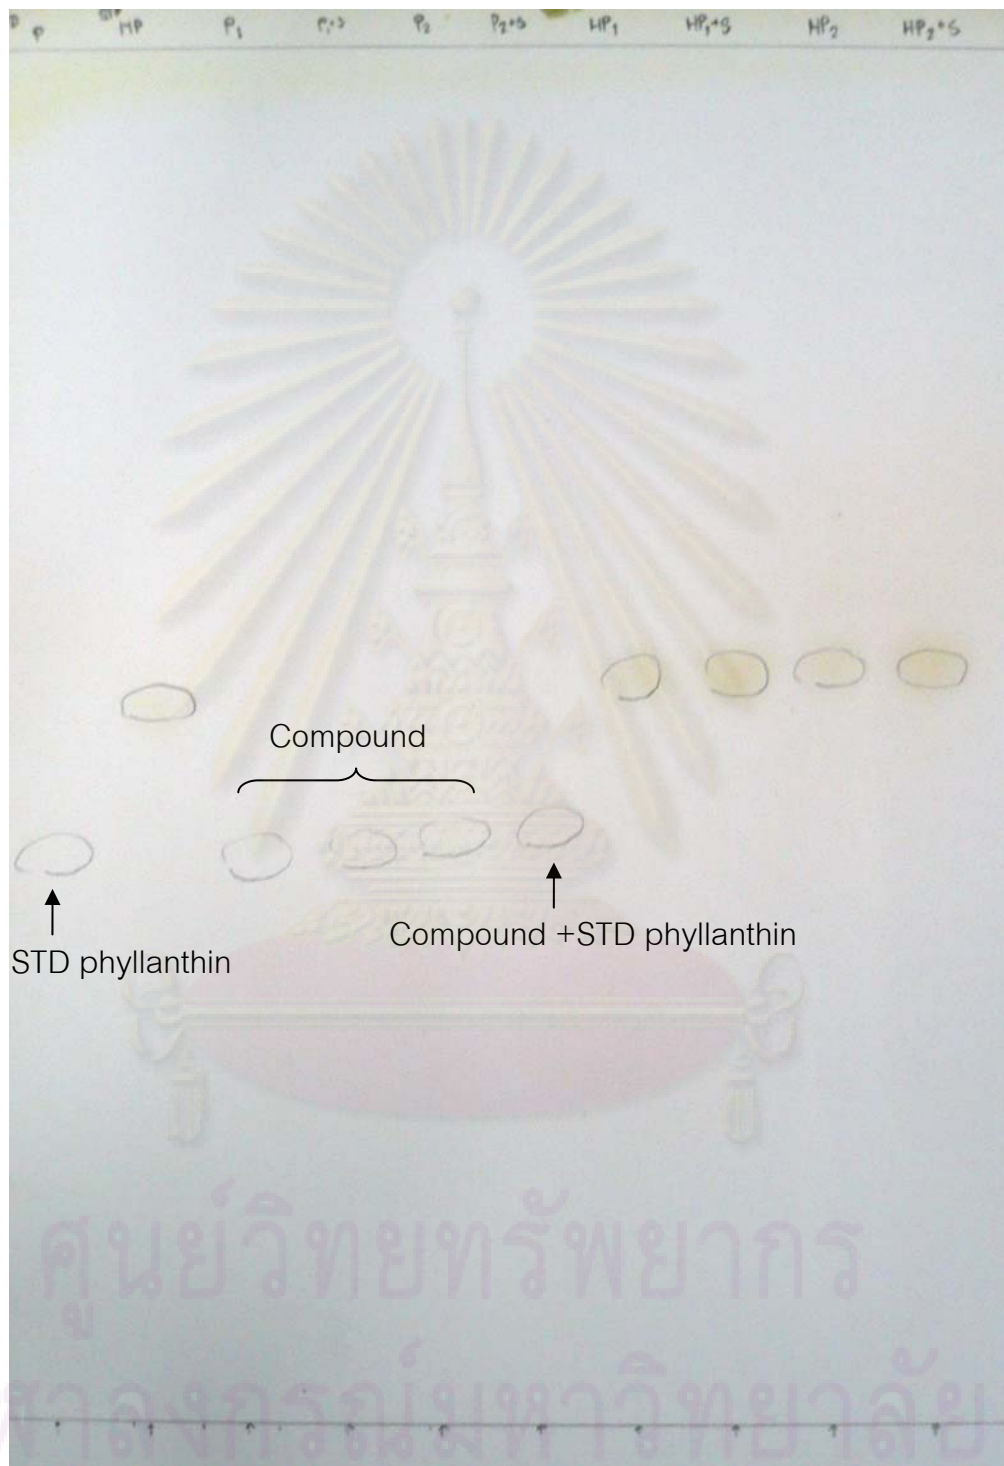 P HP P₁ P₁+S P₂ P₂+S HP₁ HP₁+S HP₂ HP₂+S
Compound
Compound +STD phyllanthin
STD phyllanthin
ศูนย์วิทยทรัพยากร
จุฬาลงกรณ์มหาวิทยาลัย